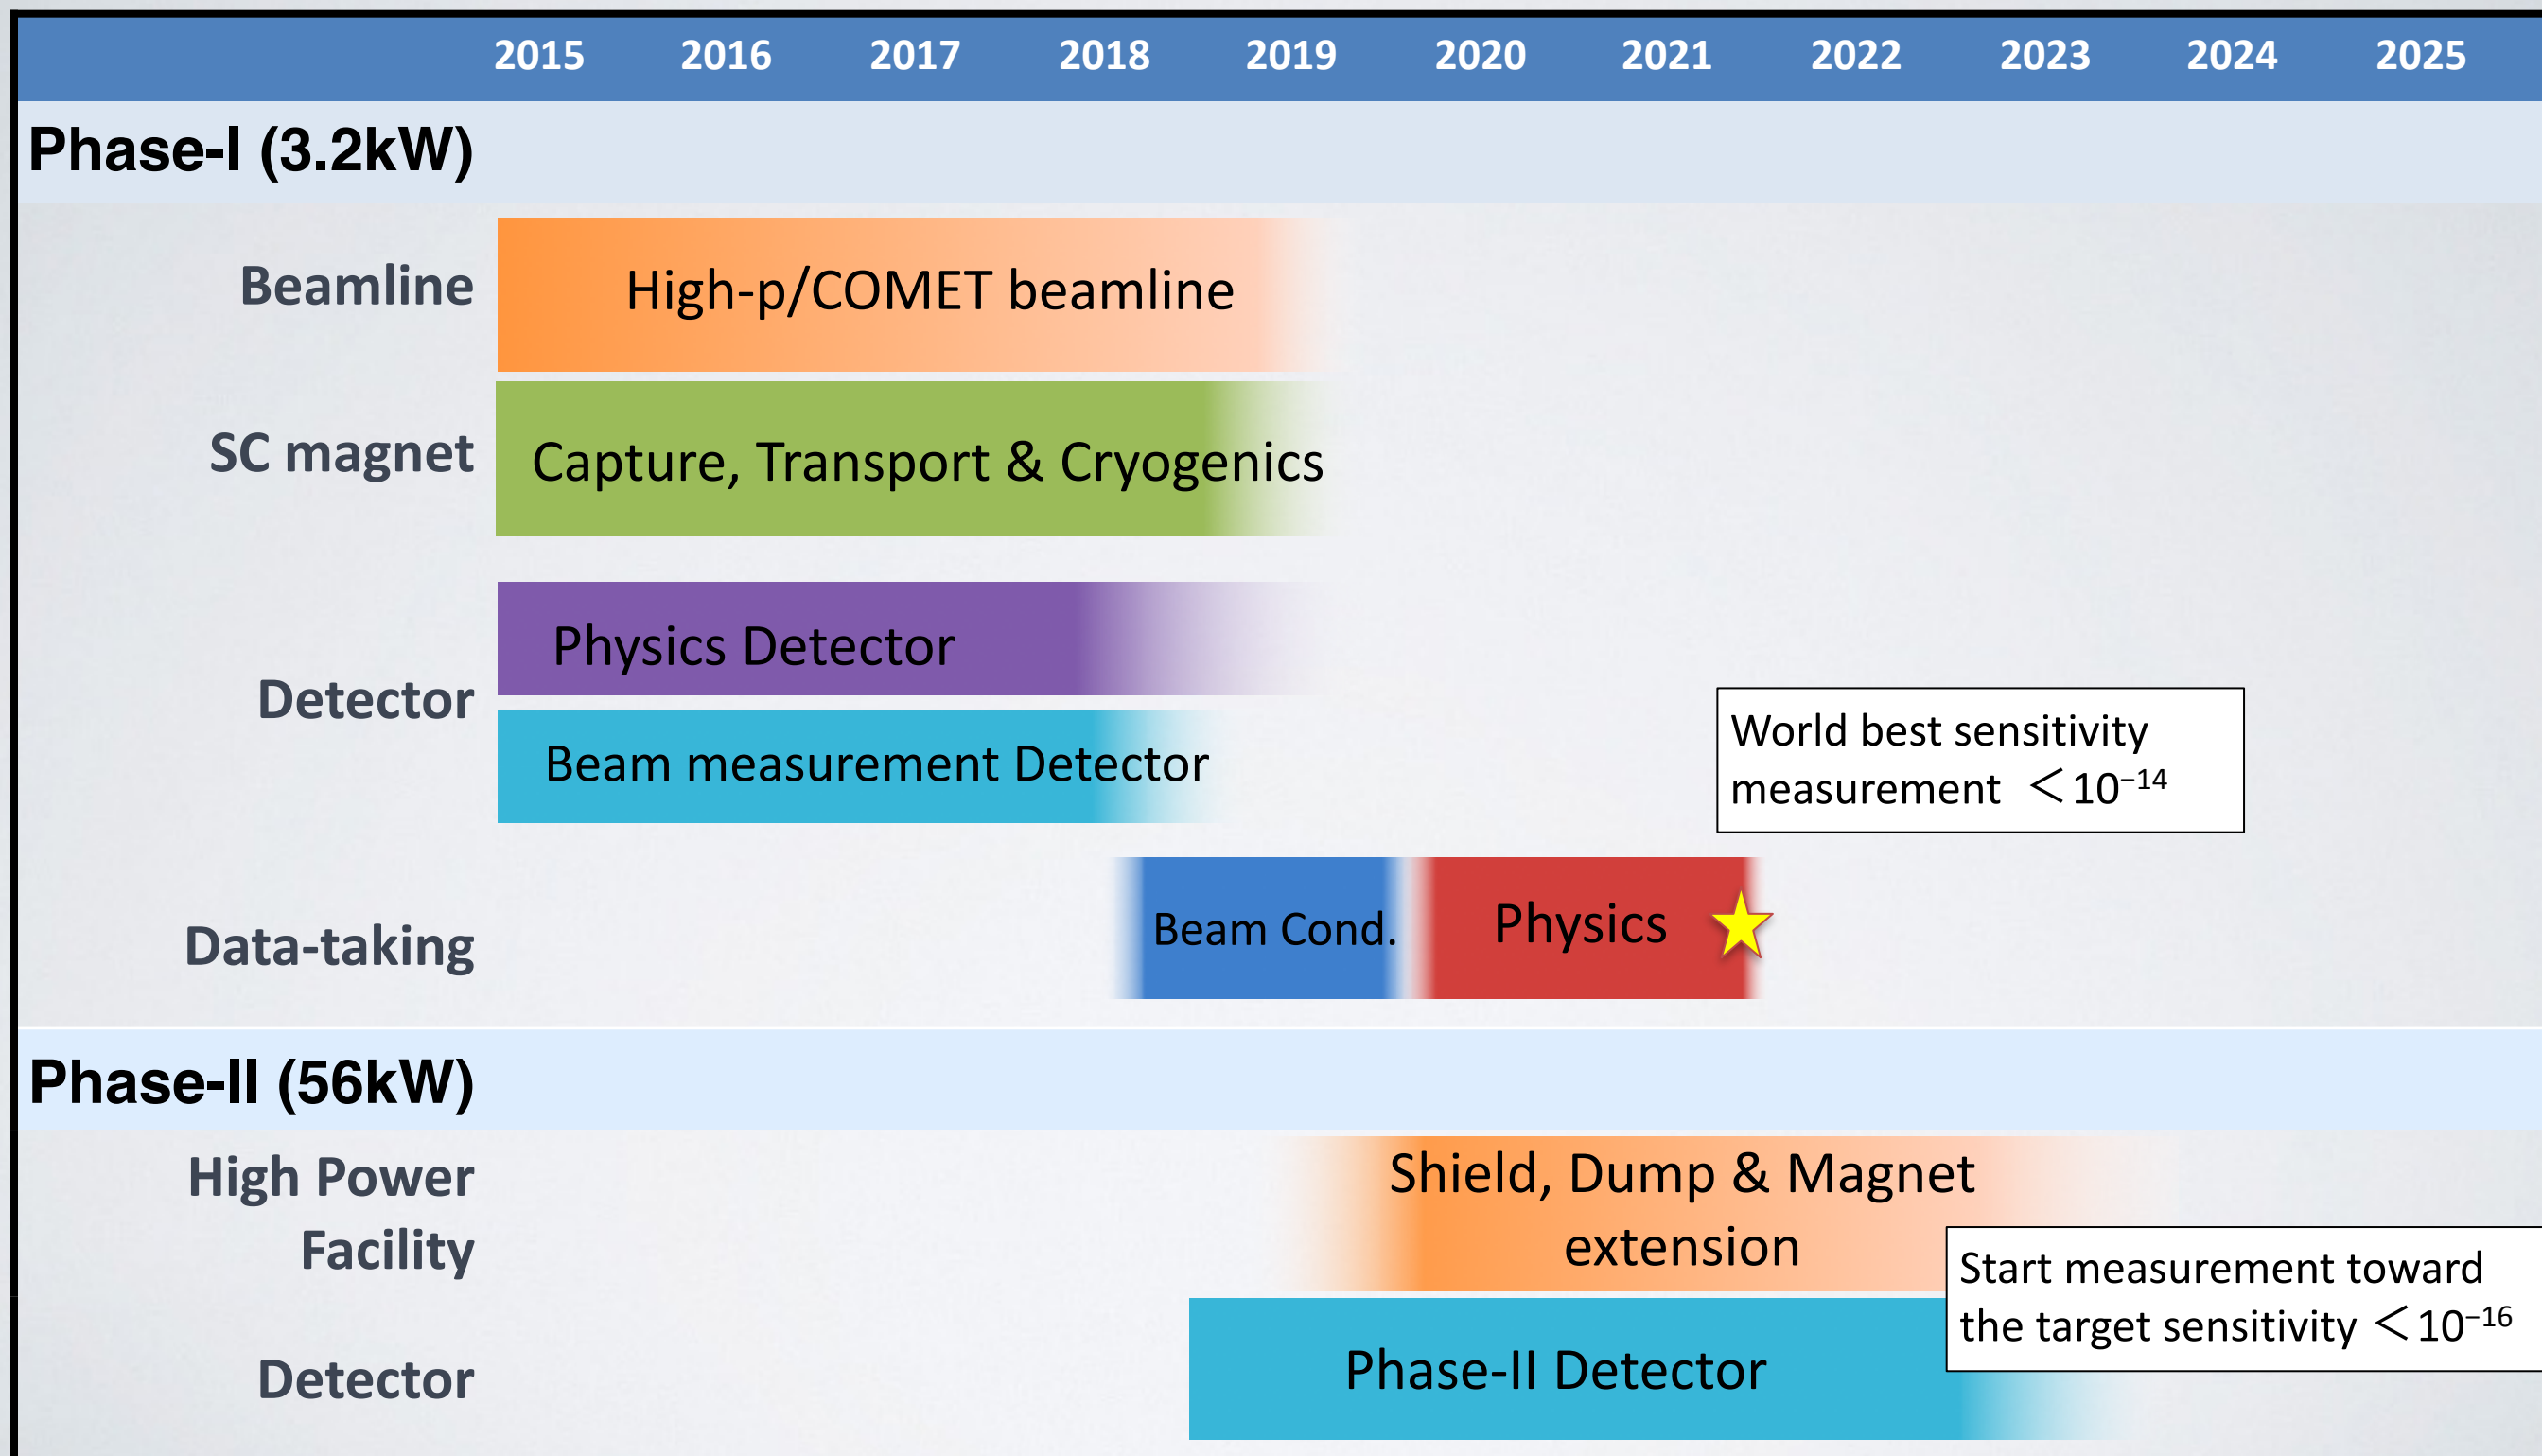 2015 2016 2017 2018 2019 2020 2021 2022 2023 2024 2025
Phase-I (3.2kW)
Beamline
High-p/COMET beamline
SC magnet
Capture, Transport & Cryogenics
Detector
Physics Detector
Beam measurement Detector
World best sensitivity
measurement ＜10⁻¹⁴
Data-taking
Beam Cond.
Physics
Phase-II (56kW)
High Power
Facility
Shield, Dump & Magnet
extension
Start measurement toward
the target sensitivity ＜10⁻¹⁶
Detector
Phase-II Detector